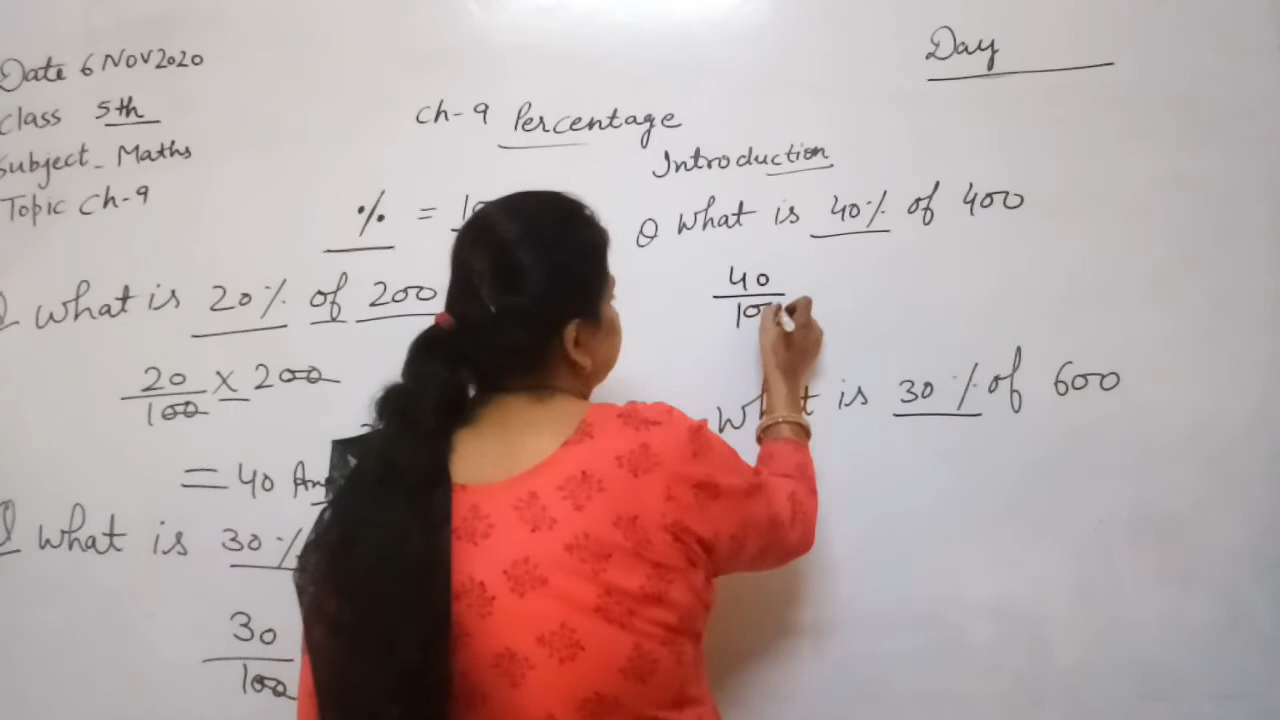 Date 6 Nov 2020
Class 5th
Subject - Maths
Topic Ch-9
Day
Ch-9 Percentage
Introduction
% =
Q What is 20% of 200
20/100 × 200
= 40 Ans
Q What is 30%
30/100
Q What is 40% of 400
40/100
What is 30% of 600